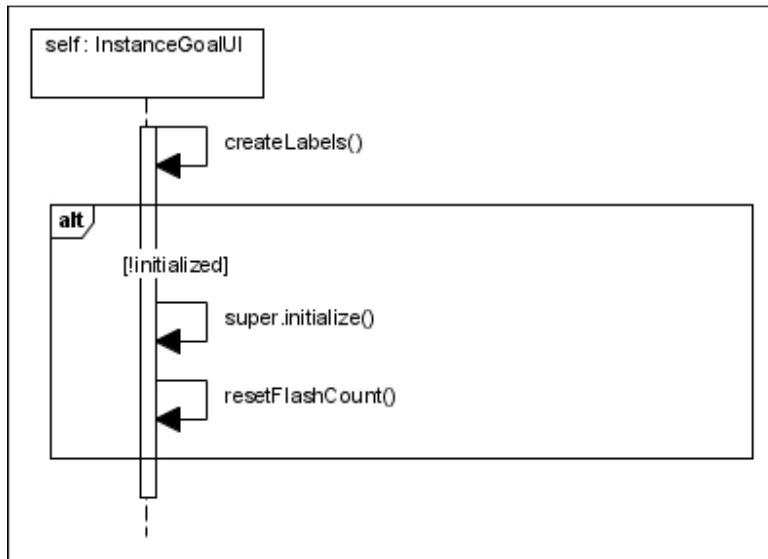 self: InstanceGoalUI
createLabels()
alt
[!initialized]
super.initialize()
resetFlashCount()